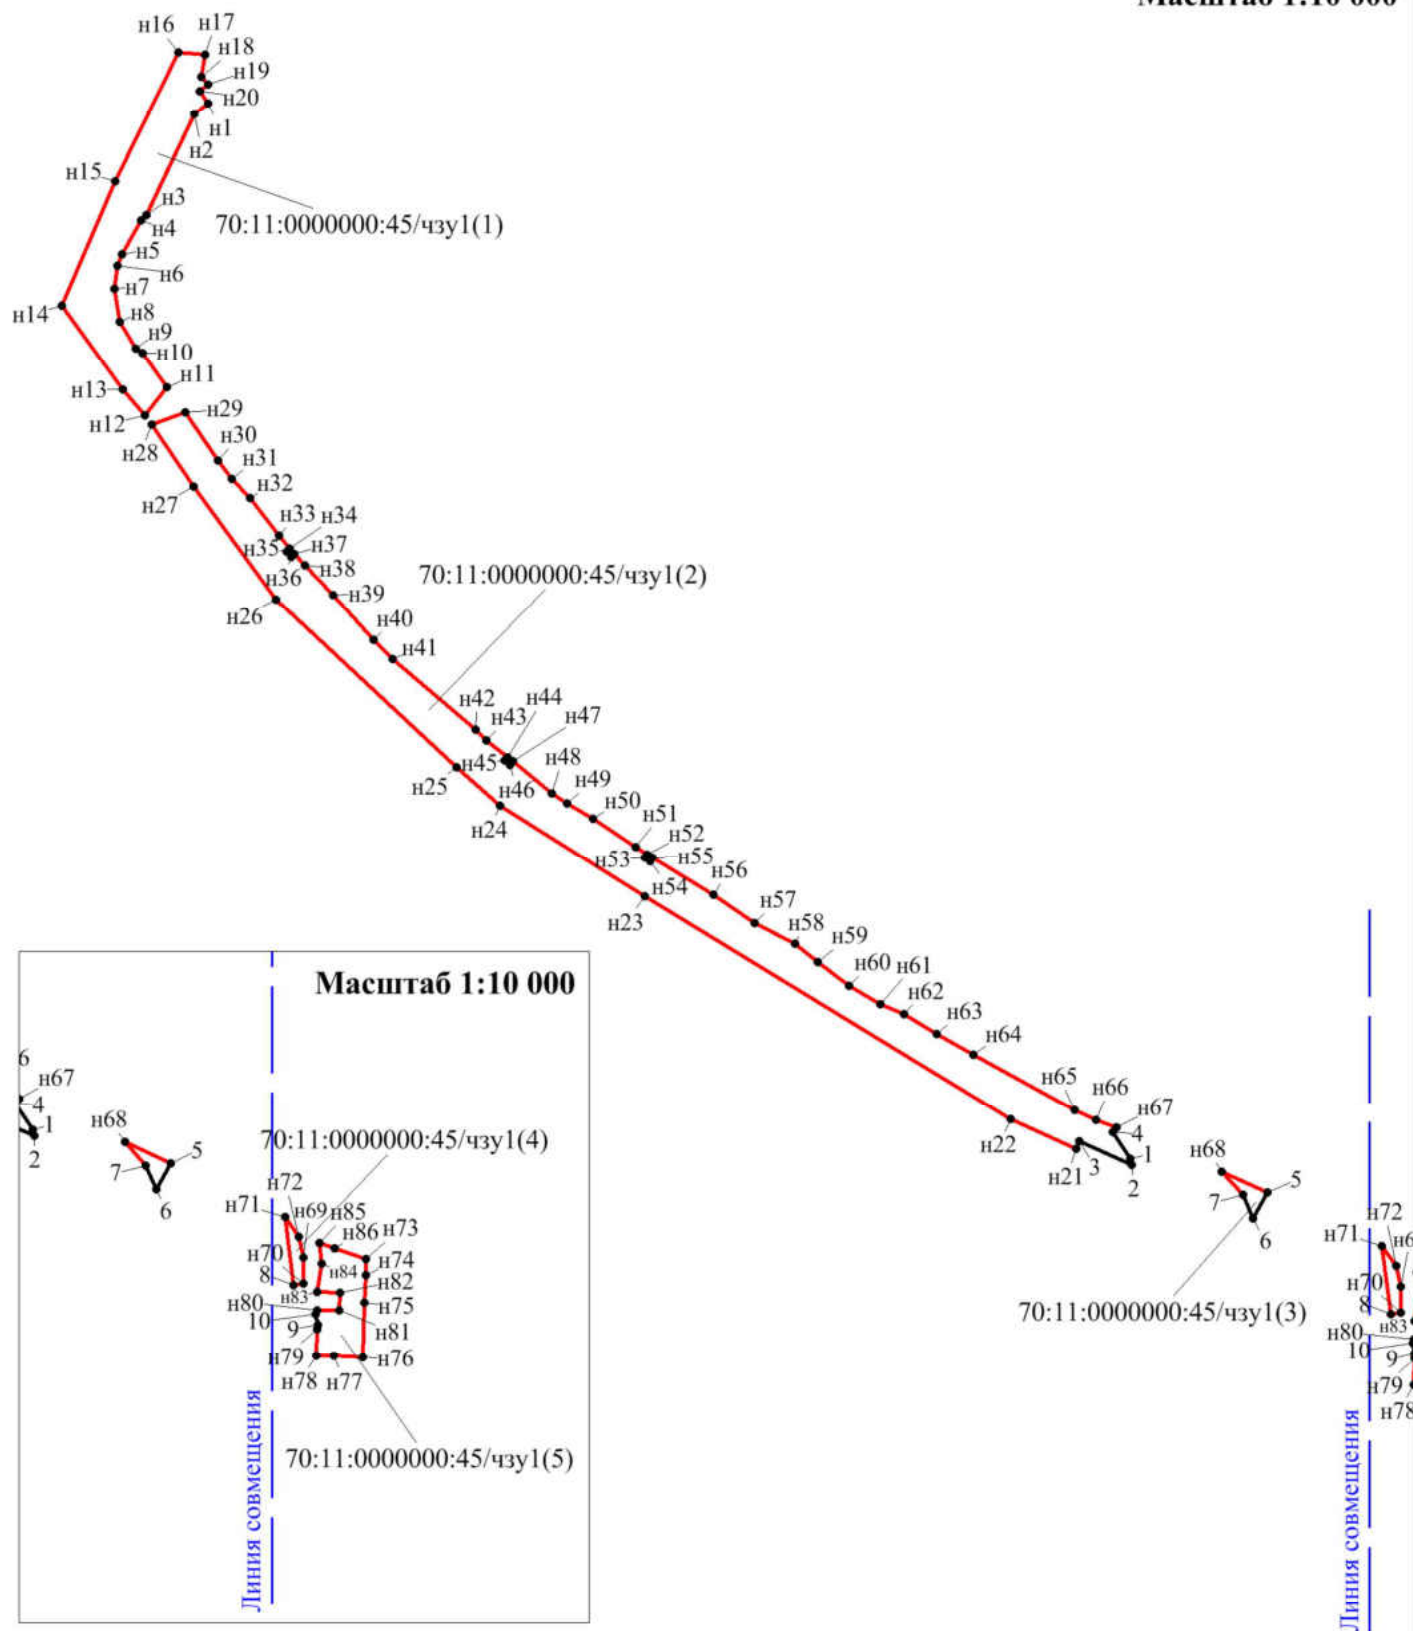 Масштаб 1:10 000
н16
н17
н18
н19
н20
н1
н2
н15
н3
н4
70:11:0000000:45/чзу1(1)
н5
н6
н7
н14
н8
н9
н10
н13
н11
н12
н29
н28
н30
н31
н32
н27
н33
н34
н35
н37
н36
н38
70:11:0000000:45/чзу1(2)
н39
н26
н40
н41
н42
н44
н43
н47
н45
н48
н25
н46
н49
н24
н50
н51
н52
н53
н55
н54
н56
н23
н57
н58
н59
н60
н61
н62
н63
н64
н65
н66
н67
4
н22
н21
3
1
2
н68
5
7
6
70:11:0000000:45/чзу1(3)
н72
н71
н6
н70
8
н83
н80
10
9
н79
н78
Линия совмещения
Масштаб 1:10 000
6
н67
4
1
2
н68
5
7
6
70:11:0000000:45/чзу1(4)
н72
н71
н69
н85
н86
н73
н70
н74
8
н84
н83
н82
н80
н75
10
9
н81
н79
н76
н78
н77
70:11:0000000:45/чзу1(5)
Линия совмещения